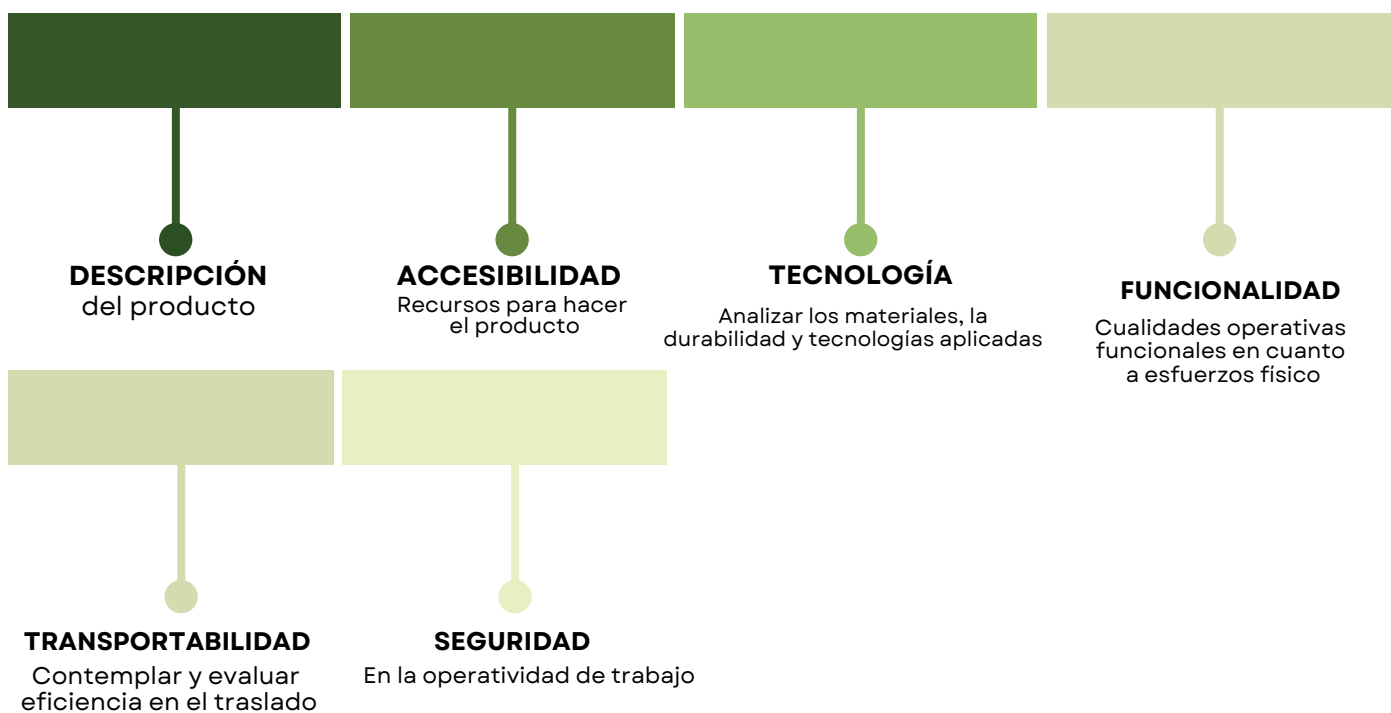 DESCRIPCIÓN
del producto
ACCESIBILIDAD
Recursos para hacer
el producto
TECNOLOGÍA
Analizar los materiales, la
durabilidad y tecnologías aplicadas
FUNCIONALIDAD
Cualidades operativas
funcionales en cuanto
a esfuerzos físico
TRANSPORTABILIDAD
Contemplar y evaluar
eficiencia en el traslado
SEGURIDAD
En la operatividad de trabajo